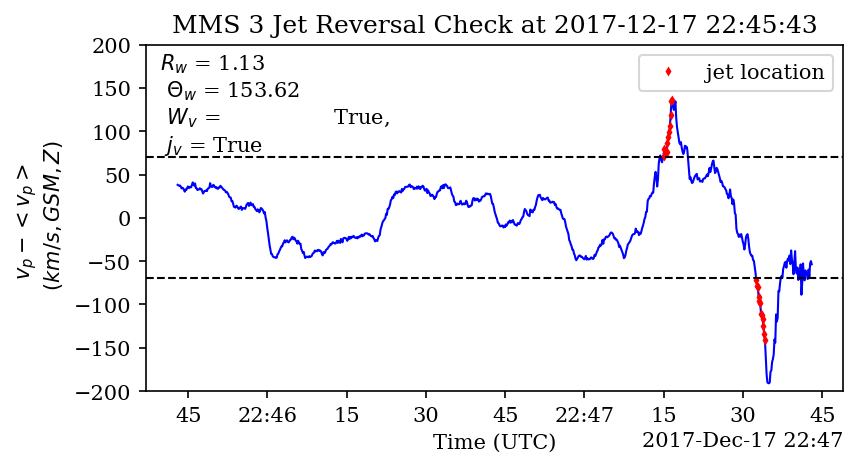 MMS 3 Jet Reversal Check at 2017-12-17 22:45:43
R_w = 1.13
Θ_w = 153.62
W_v = True,
j_v = True
jet location
v_p − < v_p >
(km/s, GSM, Z)
200
150
100
50
0
−50
−100
−150
−200
45 22:46 15 30 45 22:47 15 30 45
Time (UTC)
2017-Dec-17 22:47